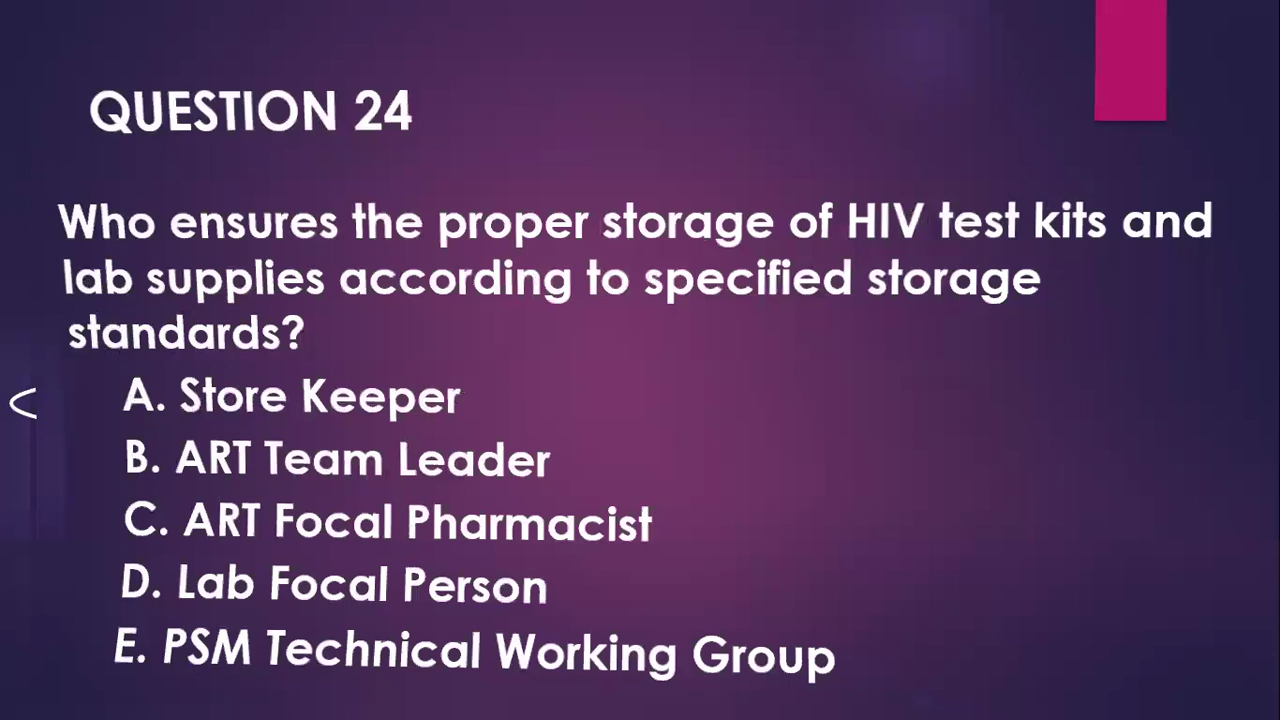 QUESTION 24
Who ensures the proper storage of HIV test kits and
lab supplies according to specified storage
standards?
A. Store Keeper
B. ART Team Leader
C. ART Focal Pharmacist
D. Lab Focal Person
E. PSM Technical Working Group